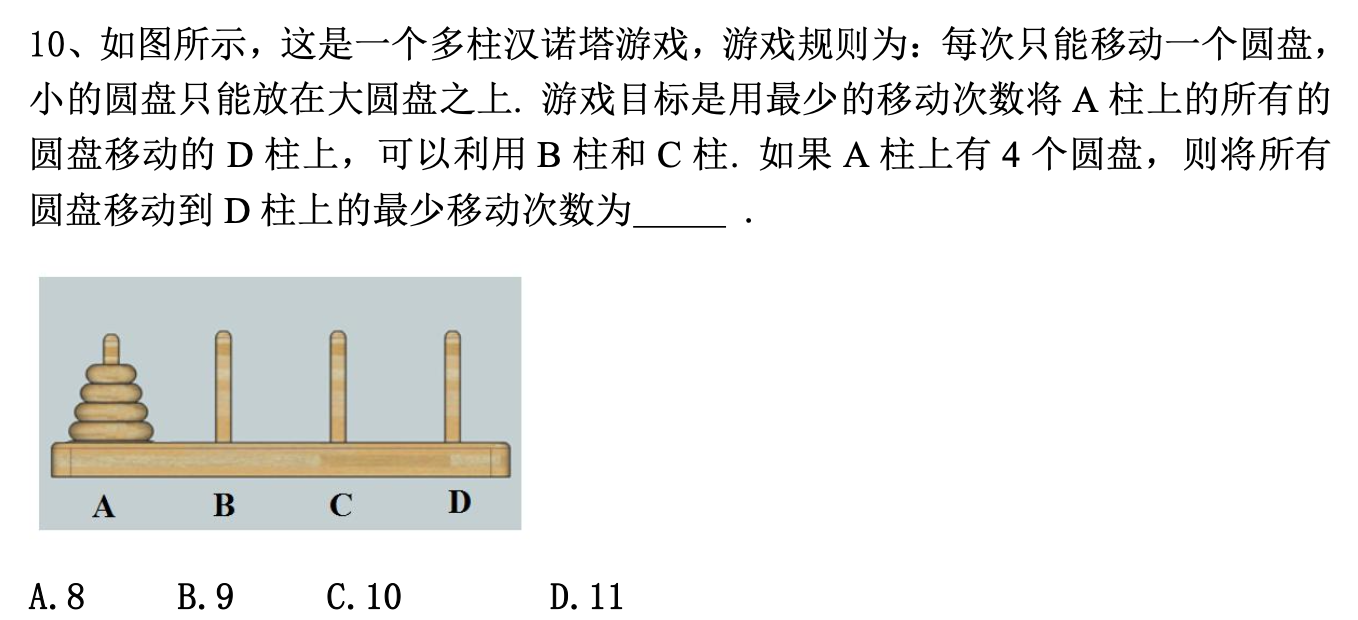 10、如图所示，这是一个多柱汉诺塔游戏，游戏规则为：每次只能移动一个圆盘，
小的圆盘只能放在大圆盘之上. 游戏目标是用最少的移动次数将 A 柱上的所有的
圆盘移动的 D 柱上，可以利用 B 柱和 C 柱. 如果 A 柱上有 4 个圆盘，则将所有
圆盘移动到 D 柱上的最少移动次数为_____ .
A B C D
A.8 B.9 C.10 D.11